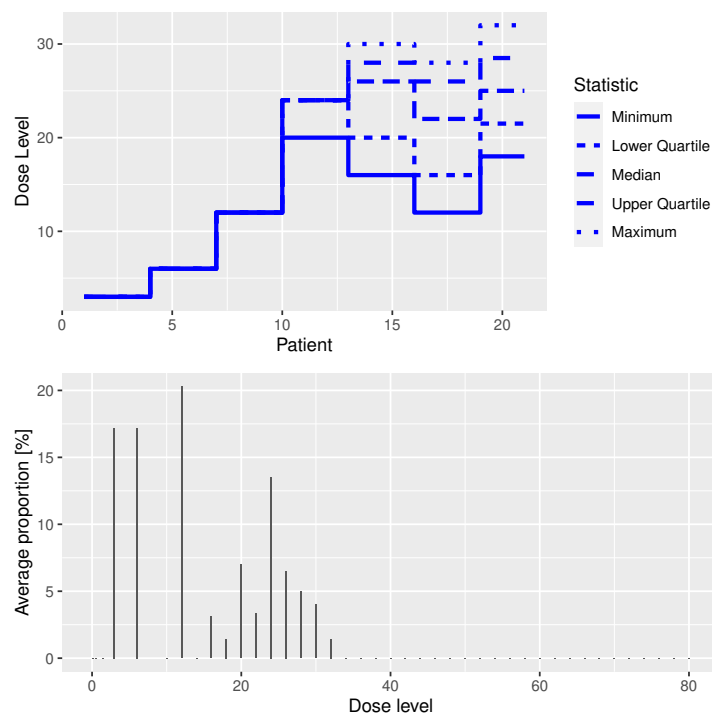 Dose Level
30
20
10
0
5
10
15
20
Patient
Statistic
Minimum
Lower Quartile
Median
Upper Quartile
Maximum
Average proportion [%]
20
15
10
5
0
0
20
40
60
80
Dose level